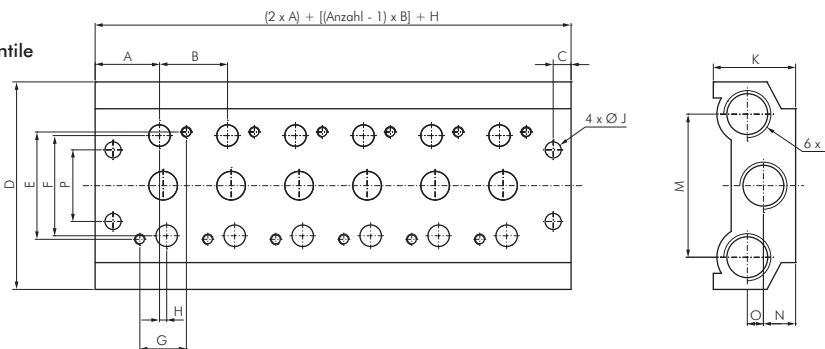 (2 x A) + [(Anzahl - 1) x B] + H
ntile
A
B
C
K
4 x Ø J
6 x
D
E
F
P
M
H
G
O
N